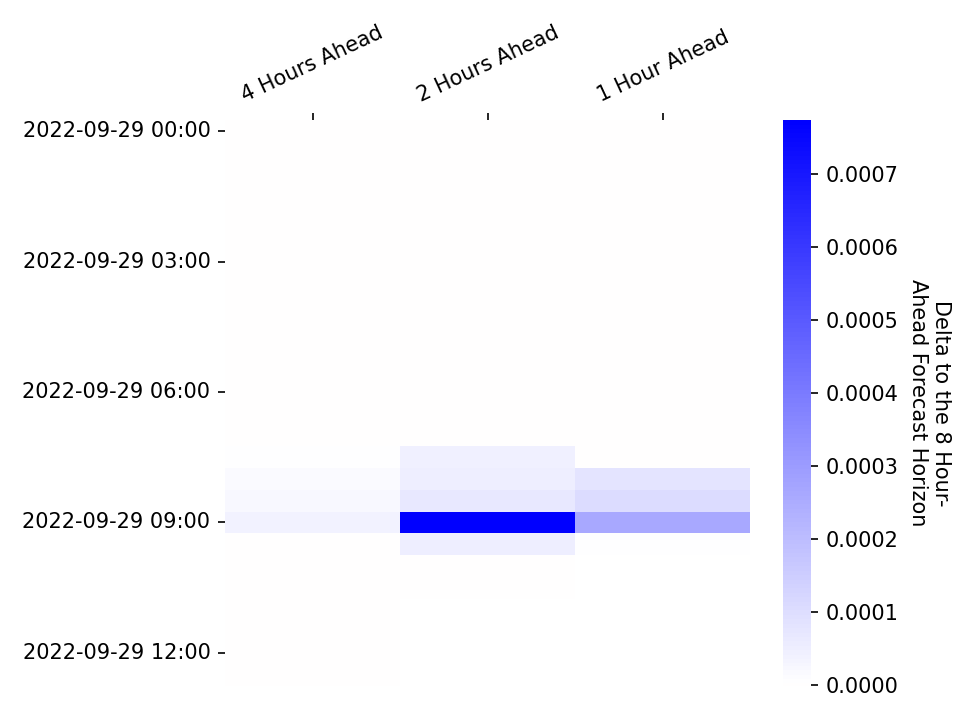 4 Hours Ahead
2 Hours Ahead
1 Hour Ahead
2022-09-29 00:00
2022-09-29 03:00
2022-09-29 06:00
2022-09-29 09:00
2022-09-29 12:00
0.0007
0.0006
0.0005
0.0004
0.0003
0.0002
0.0001
0.0000
Delta to the 8 Hour-
Ahead Forecast Horizon